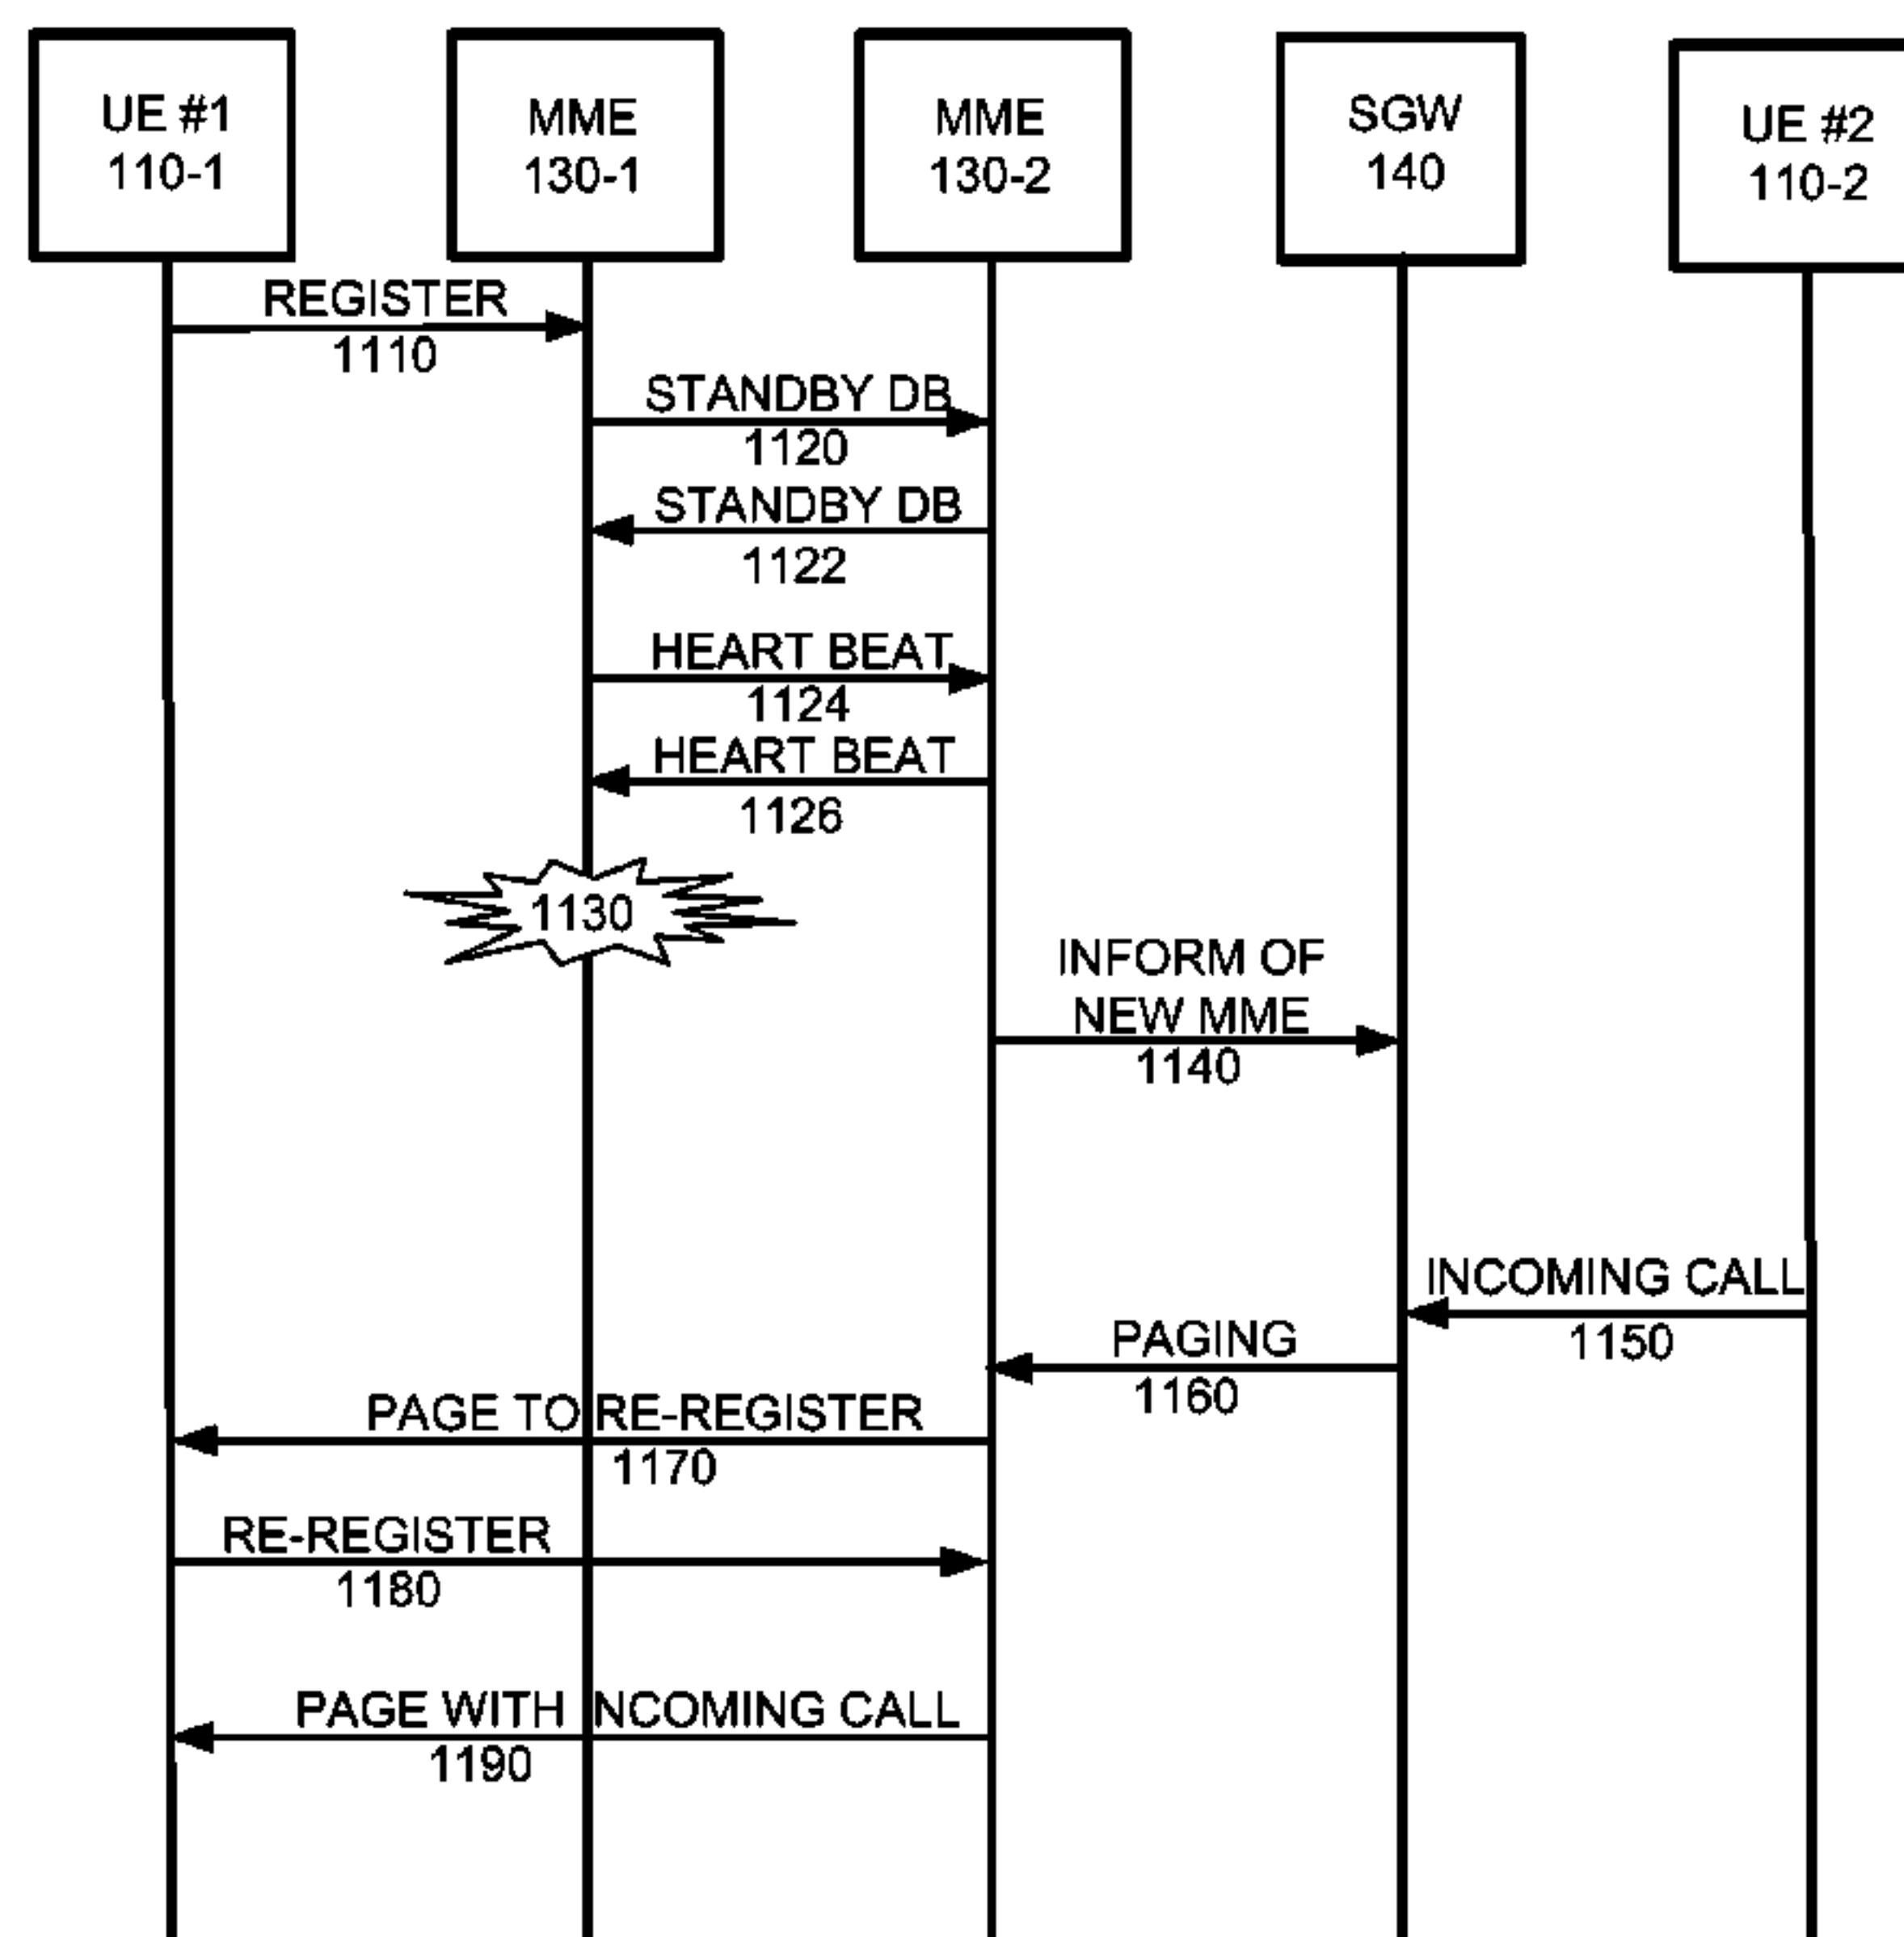 UE #1
110-1
MME
130-1
MME
130-2
SGW
140
UE #2
110-2
REGISTER
1110
STANDBY DB
1120
STANDBY DB
1122
HEART BEAT
1124
HEART BEAT
1126
1130
INFORM OF
NEW MME
1140
INCOMING CALL
1150
PAGING
1160
PAGE TO RE-REGISTER
1170
RE-REGISTER
1180
PAGE WITH INCOMING CALL
1190